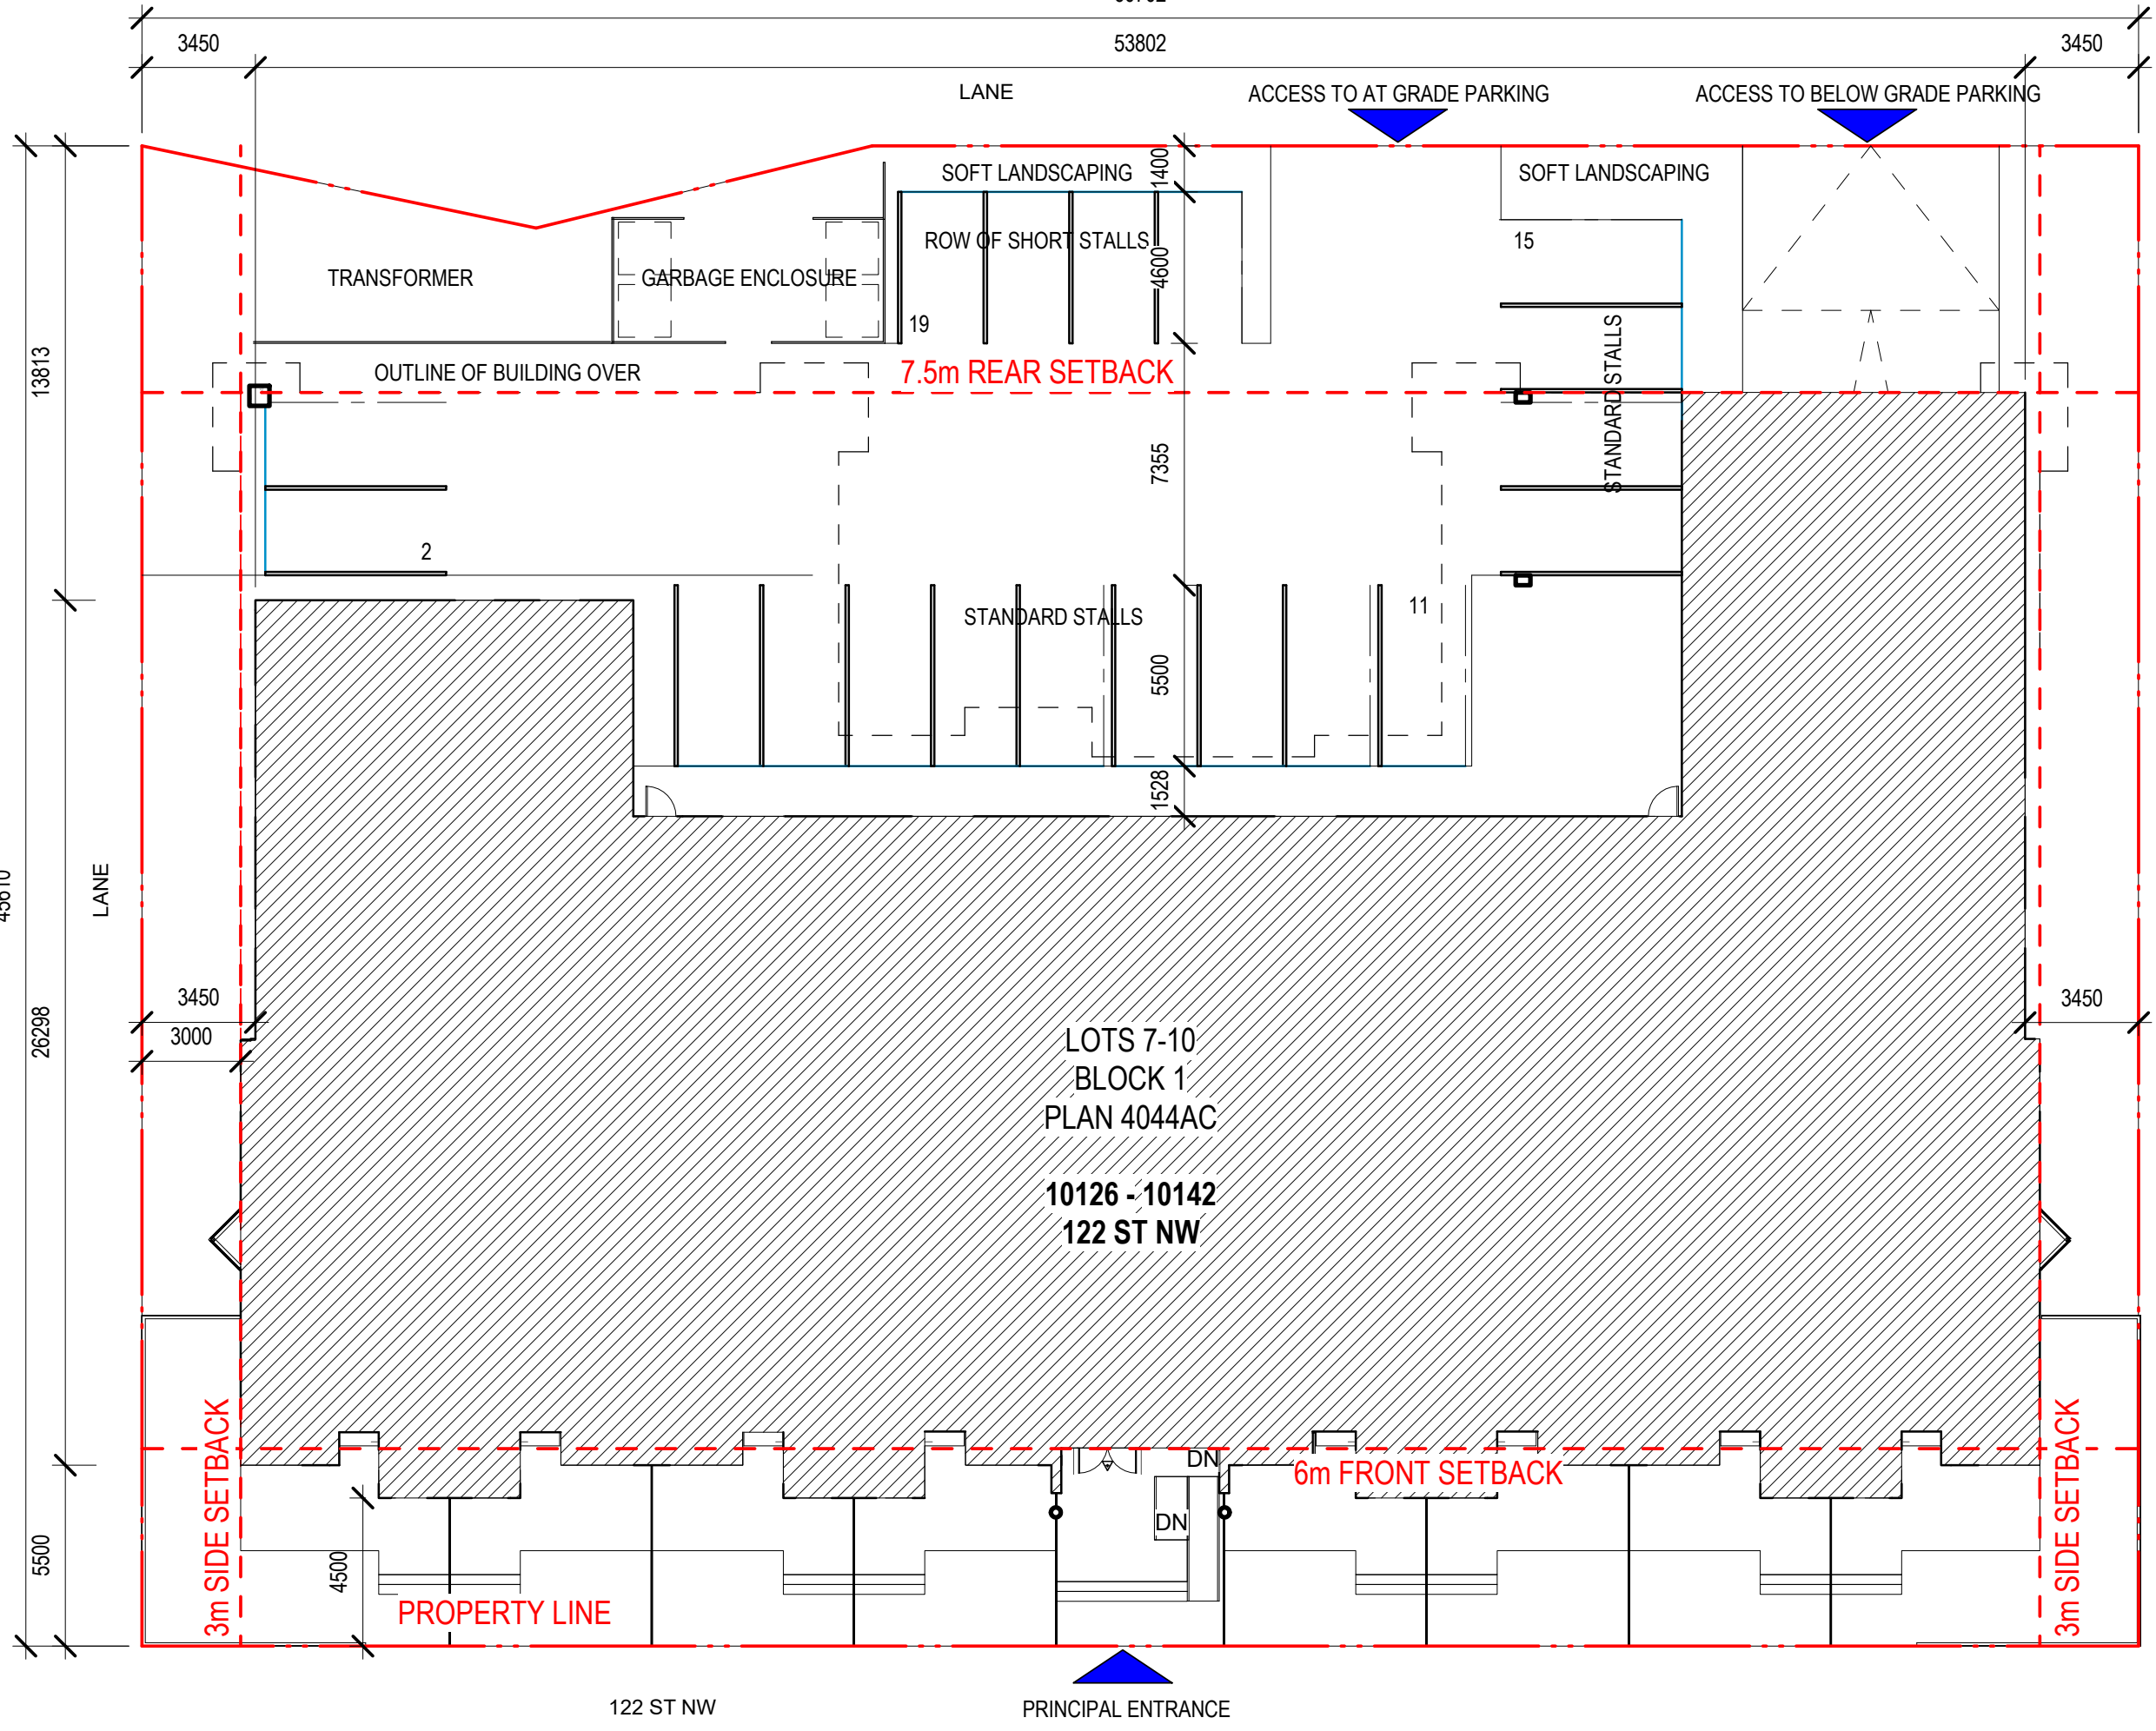 3450
53802
3450
LANE
ACCESS TO AT GRADE PARKING
ACCESS TO BELOW GRADE PARKING
SOFT LANDSCAPING
1400
SOFT LANDSCAPING
ROW OF SHORT STALLS
4600
15
TRANSFORMER
GARBAGE ENCLOSURE
19
13813
OUTLINE OF BUILDING OVER
7.5m REAR SETBACK
STANDARD STALLS
7355
2
11
STANDARD STALLS
5500
1528
LANE
3450
3000
26298
3450
LOTS 7-10
BLOCK 1
PLAN 4044AC
10126 - 10142
122 ST NW
3m SIDE SETBACK
DN
6m FRONT SETBACK
3m SIDE SETBACK
DN
5500
4500
PROPERTY LINE
122 ST NW
PRINCIPAL ENTRANCE